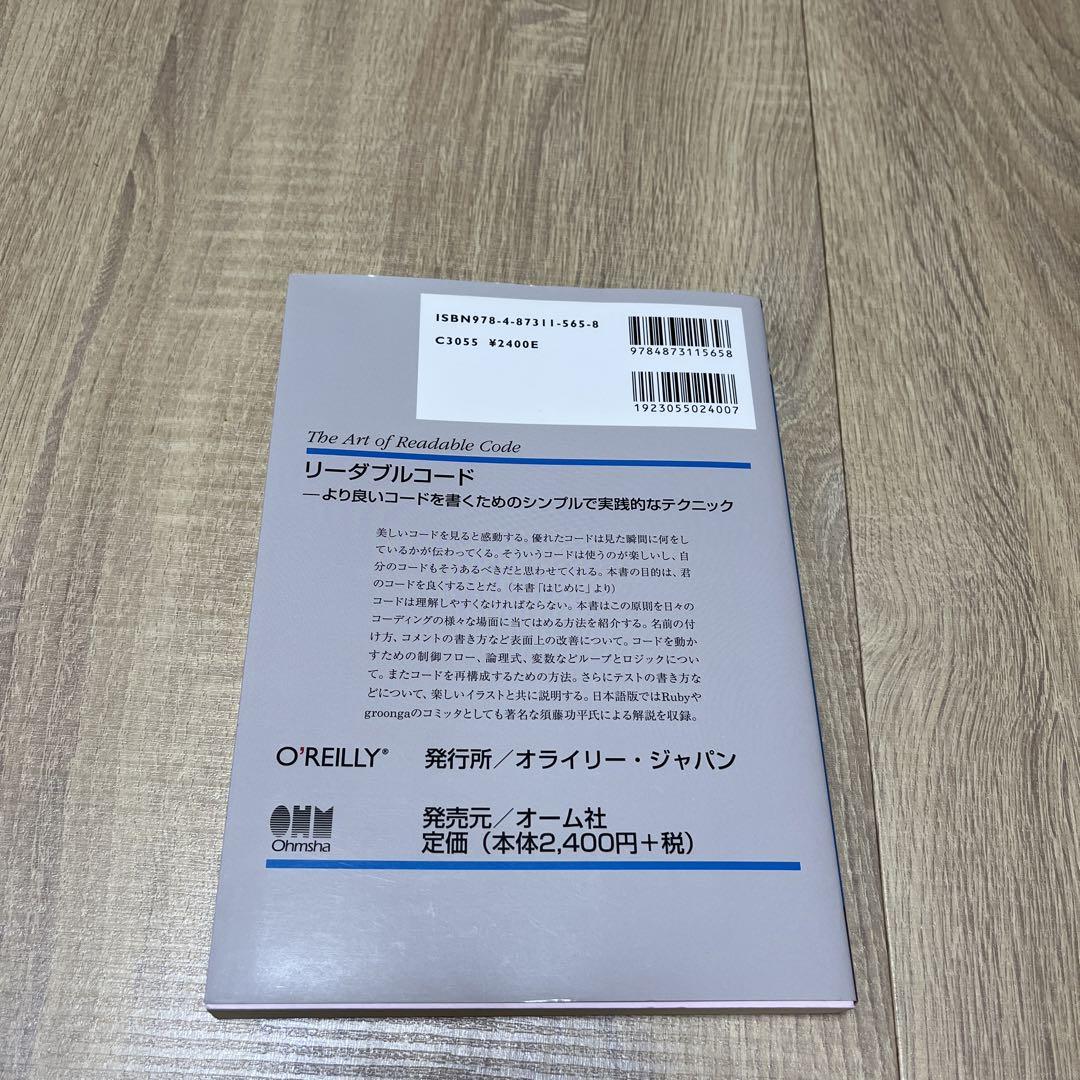 ISBN978-4-87311-565-8
C3055 ¥2400E
9784873115658
1923055024007
The Art of Readable Code
リーダブルコード
―より良いコードを書くためのシンプルで実践的なテクニック
美しいコードを見ると感動する。優れたコードは見た瞬間に何をし
ているかが伝わってくる。そういうコードは使うのが楽しいし、自
分のコードもそうあるべきだと思わせてくれる。本書の目的は、君
のコードを良くすることだ。（本書「はじめに」より）
コードは理解しやすくなければならない。本書はこの原則を日々の
コーディングの様々な場面に当てはめる方法を紹介する。名前の付
け方、コメントの書き方など表面上の改善について。コードを動か
すための制御フロー、論理式、変数などループとロジックについ
て。またコードを再構成するための方法。さらにテストの書き方な
どについて、楽しいイラストと共に説明する。日本語版ではRubyや
groongaのコミッタとしても著名な須藤功平氏による解説を収録。
O'REILLY® 発行所／オライリー・ジャパン
OHM
Ohmsha
発売元／オーム社
定価（本体2,400円＋税）